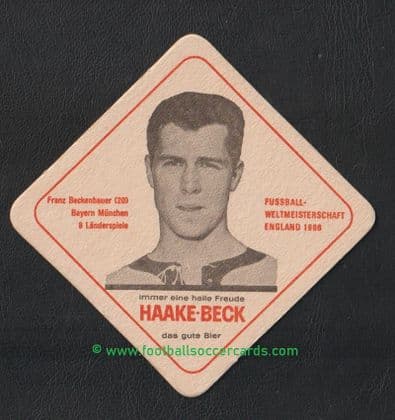 Franz Beckenbauer (20)
Bayern München
8 Länderspiele
FUSSBALL-
WELTMEISTERSCHAFT
ENGLAND 1966
immer eine helle Freude
HAAKE-BECK
das gute Bier
© www.footballsoccercards.com